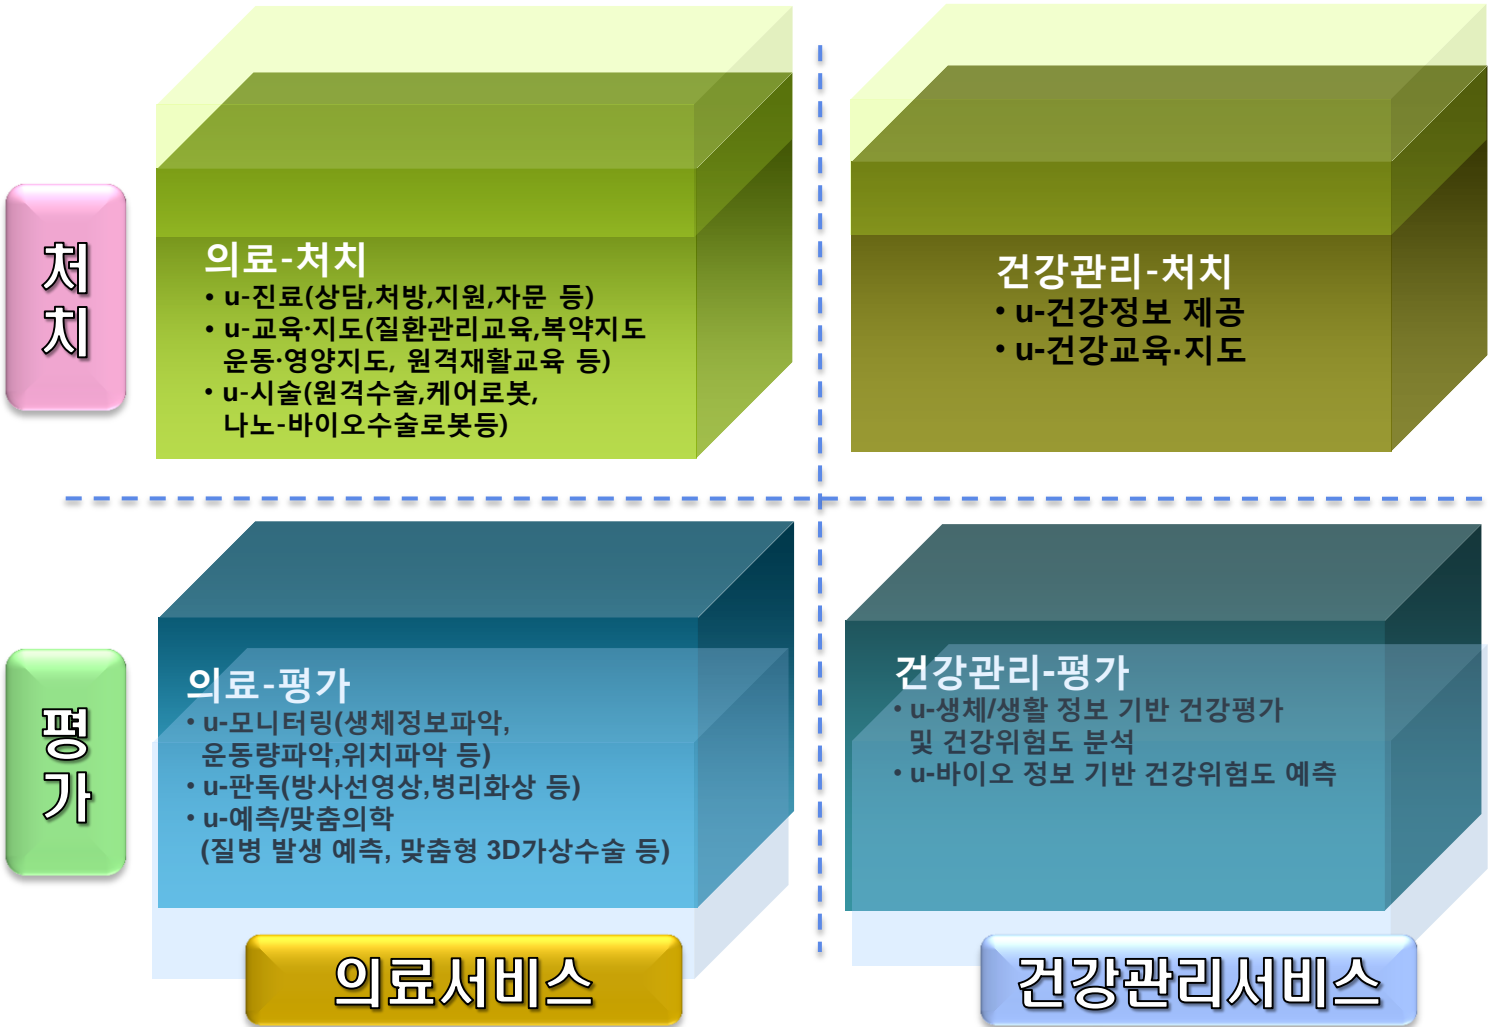 처
치
의료-처치
• u-진료(상담,처방,지원,자문 등)
• u-교육·지도(질환관리교육,복약지도
운동·영양지도, 원격재활교육 등)
• u-시술(원격수술,케어로봇,
나노-바이오수술로봇등)
건강관리-처치
• u-건강정보 제공
• u-건강교육·지도
평
가
의료-평가
• u-모니터링(생체정보파악,
운동량파악,위치파악 등)
• u-판독(방사선영상,병리화상 등)
• u-예측/맞춤의학
(질병 발생 예측, 맞춤형 3D가상수술 등)
건강관리-평가
• u-생체/생활 정보 기반 건강평가
및 건강위험도 분석
• u-바이오 정보 기반 건강위험도 예측
의료서비스
건강관리서비스